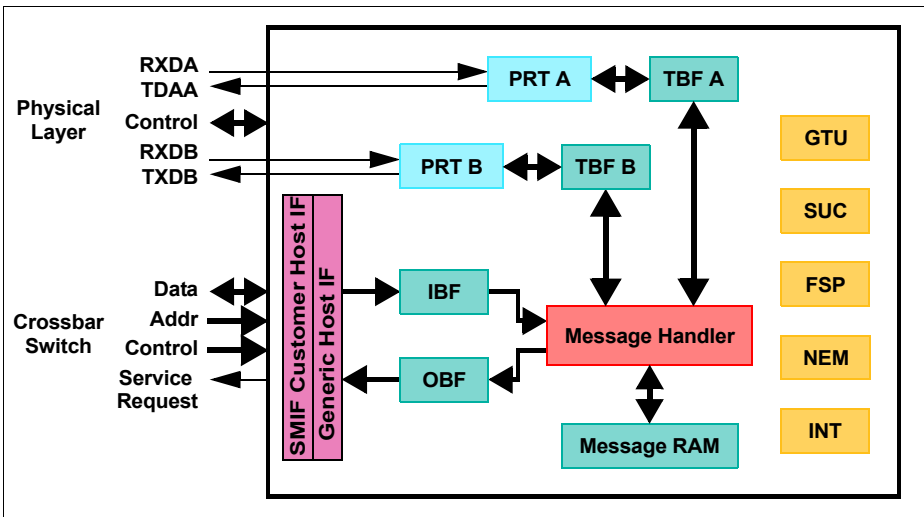 RXDA
TDAA
Physical
Layer
Control
RXDB
TXDB
PRT A
TBF A
PRT B
TBF B
GTU
SUC
FSP
NEM
INT
SMIF Customer Host IF
Generic Host IF
Data
Addr
Crossbar
Switch
Control
Service
Request
IBF
OBF
Message Handler
Message RAM